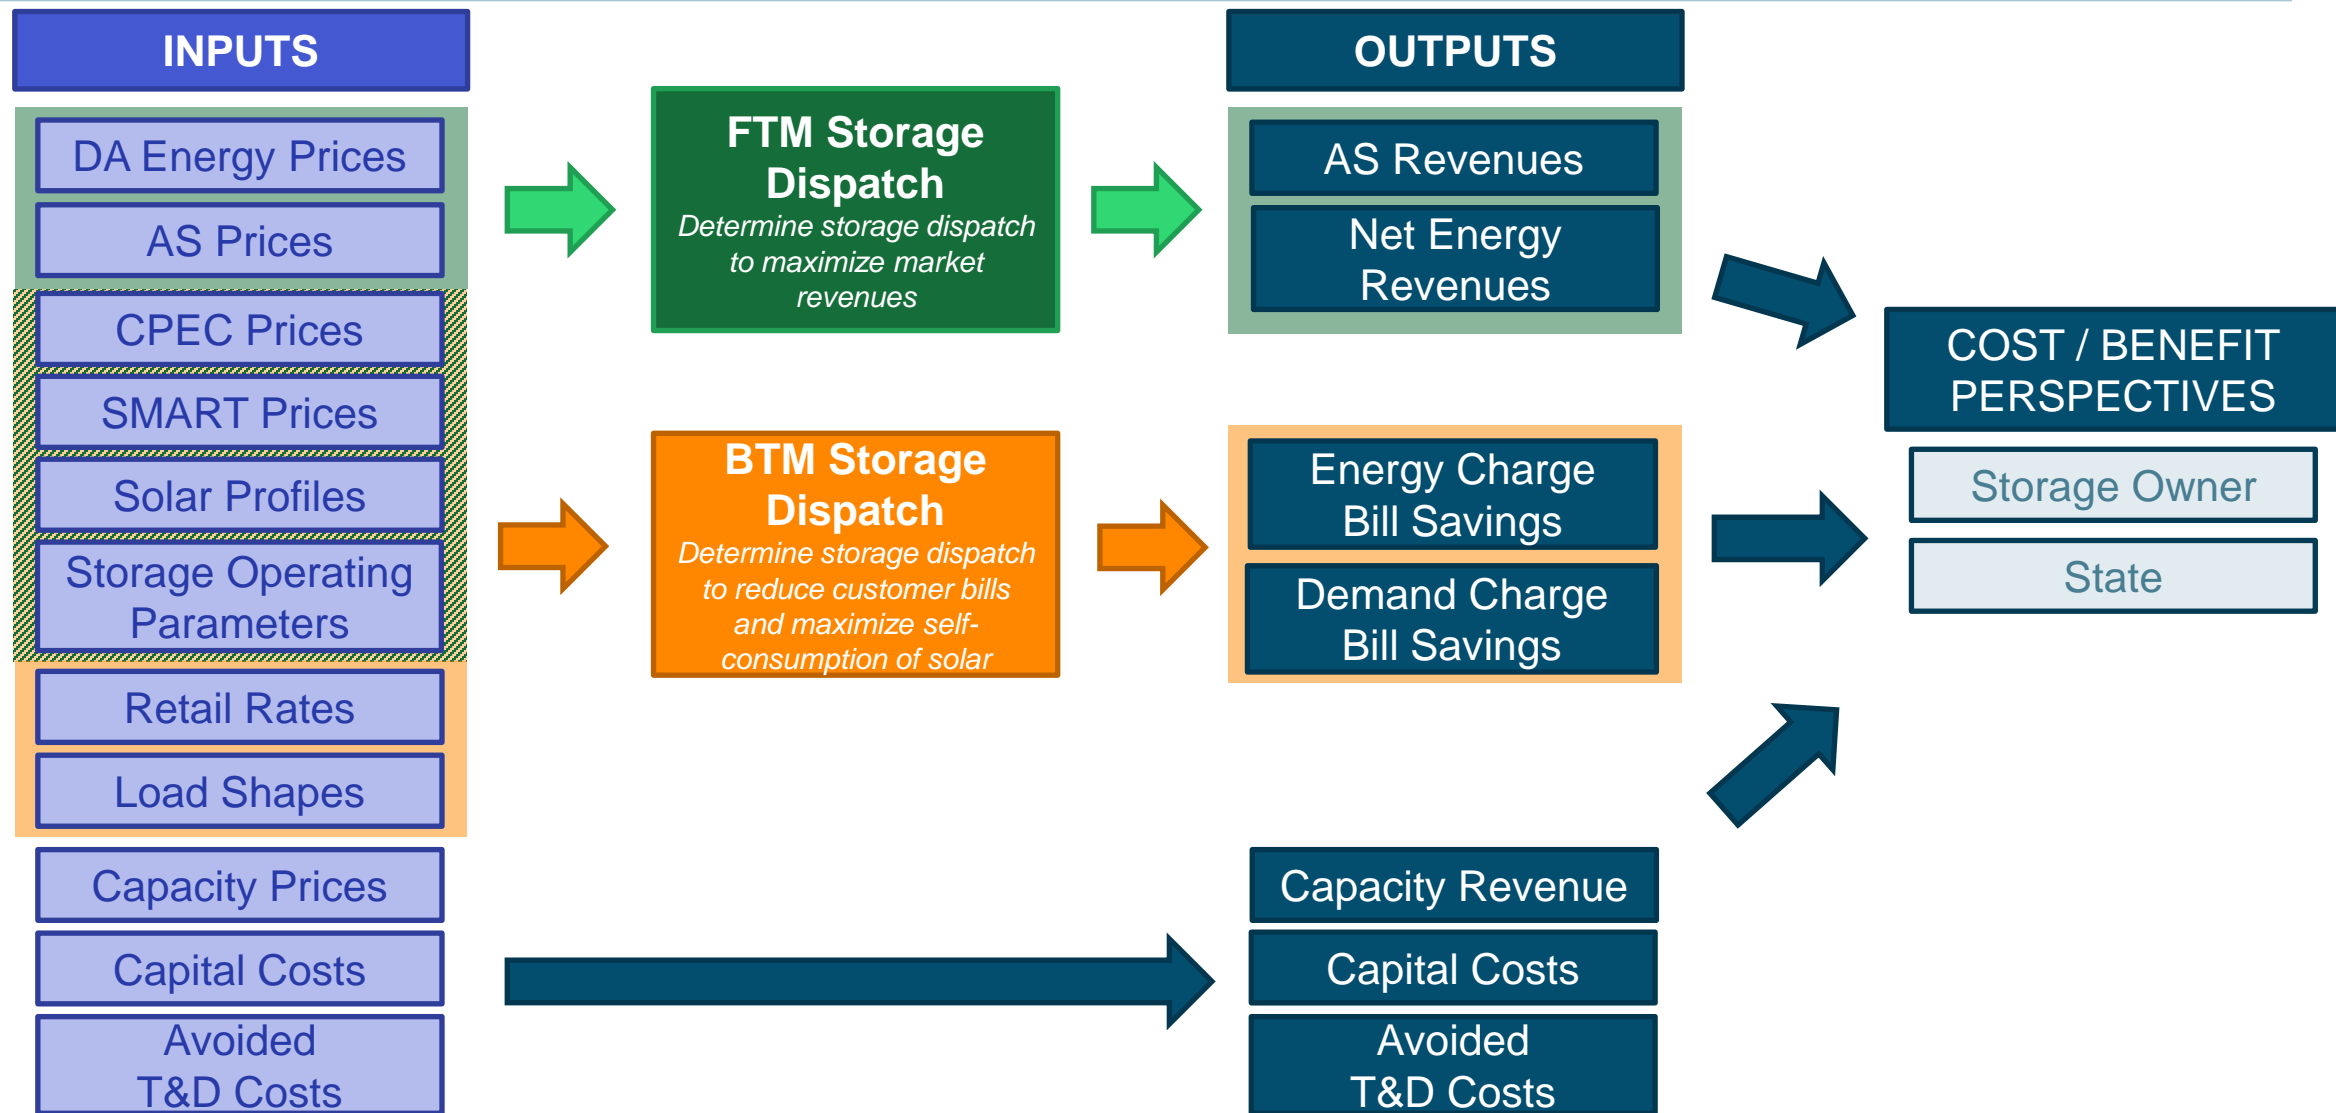 INPUTS
DA Energy Prices
AS Prices
CPEC Prices
SMART Prices
Solar Profiles
Storage Operating
Parameters
Retail Rates
Load Shapes
Capacity Prices
Capital Costs
Avoided
T&D Costs
FTM Storage
Dispatch
Determine storage dispatch
to maximize market
revenues
BTM Storage
Dispatch
Determine storage dispatch
to reduce customer bills
and maximize self-
consumption of solar
OUTPUTS
AS Revenues
Net Energy
Revenues
Energy Charge
Bill Savings
Demand Charge
Bill Savings
Capacity Revenue
Capital Costs
Avoided
T&D Costs
COST / BENEFIT
PERSPECTIVES
Storage Owner
State